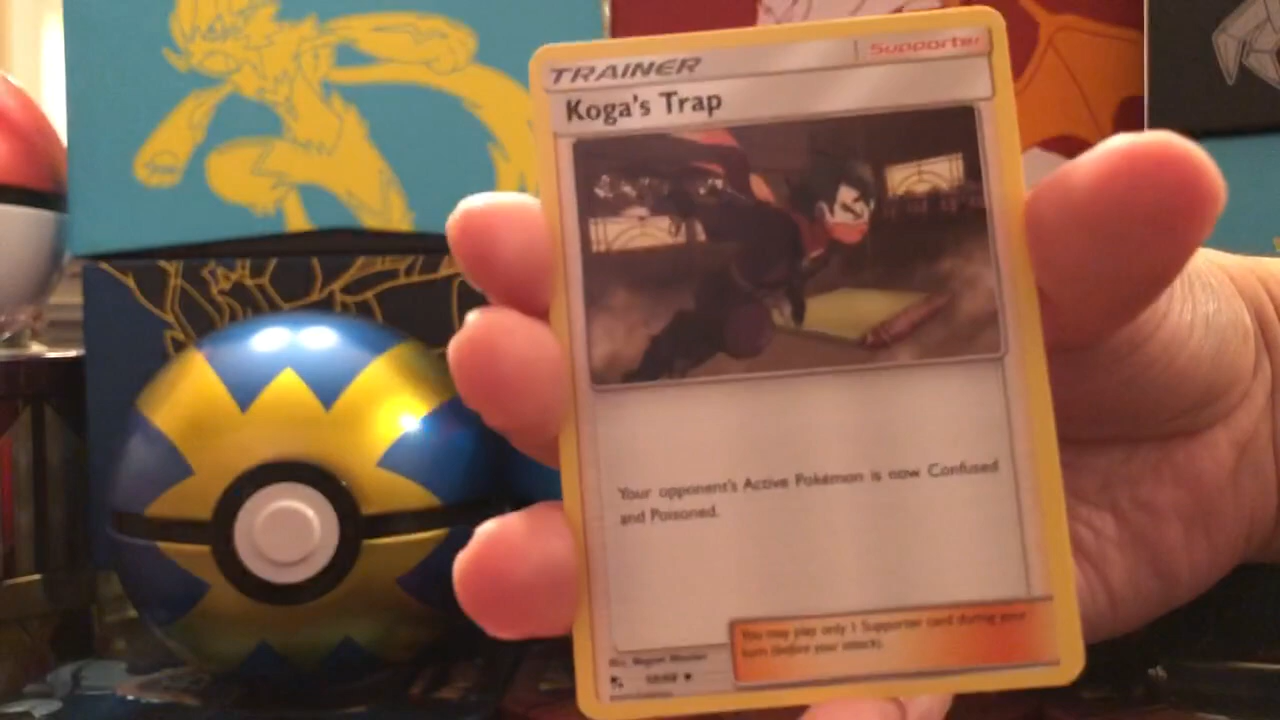 TRAINER
Supporter
Koga's Trap
Your opponent's Active Pokémon is now Confused
and Poisoned.
You may play only 1 Supporter card during your
turn (before your attack).